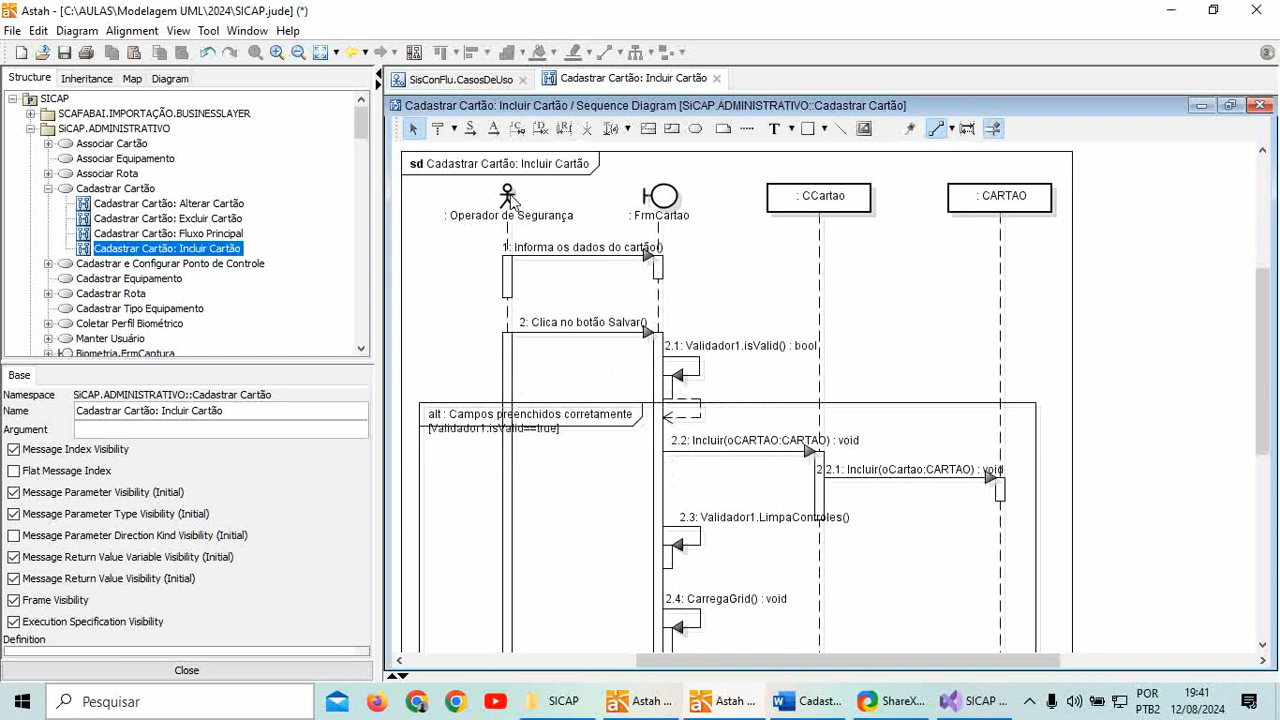 Astah - [C:\AULAS\Modelagem UML\2024\SICAP.jude] (*)
File Edit Diagram Alignment View Tool Window Help
Structure Inheritance Map Diagram
SICAP
SCAFABAI.IMPORTAÇÃO.BUSINESSLAYER
SiCAP.ADMINISTRATIVO
Associar Cartão
Associar Equipamento
Associar Rota
Cadastrar Cartão
Cadastrar Cartão: Alterar Cartão
Cadastrar Cartão: Excluir Cartão
Cadastrar Cartão: Fluxo Principal
Cadastrar Cartão: Incluir Cartão
Cadastrar e Configurar Ponto de Controle
Cadastrar Equipamento
Cadastrar Rota
Cadastrar Tipo Equipamento
Coletar Perfil Biométrico
Manter Usuário
Biometria.FrmCaptura
Base
Namespace SiCAP.ADMINISTRATIVO::Cadastrar Cartão
Name Cadastrar Cartão: Incluir Cartão
Argument
Message Index Visibility
Flat Message Index
Message Parameter Visibility (Initial)
Message Parameter Type Visibility (Initial)
Message Parameter Direction Kind Visibility (Initial)
Message Return Value Variable Visibility (Initial)
Message Return Value Visibility (Initial)
Frame Visibility
Execution Specification Visibility
Definition
Close
SisConFlu.CasosDeUso Cadastrar Cartão: Incluir Cartão
Cadastrar Cartão: Incluir Cartão / Sequence Diagram [SiCAP.ADMINISTRATIVO::Cadastrar Cartão]
sd Cadastrar Cartão: Incluir Cartão
: Operador de Segurança : FrmCartao : CCartao : CARTAO
1: Informa os dados do cartão()
2: Clica no botão Salvar()
2.1: Validador1.isValid() : bool
alt : Campos preenchidos corretamente
[Validador1.isValid==true]
2.2: Incluir(oCARTAO:CARTAO) : void
2.2.1: Incluir(oCartao:CARTAO) : void
2.3: Validador1.LimpaControles()
2.4: CarregaGrid() : void
Pesquisar
SICAP Astah ... Astah ... Cadast... ShareX... SICAP ...
POR
PTB2
19:41
12/08/2024